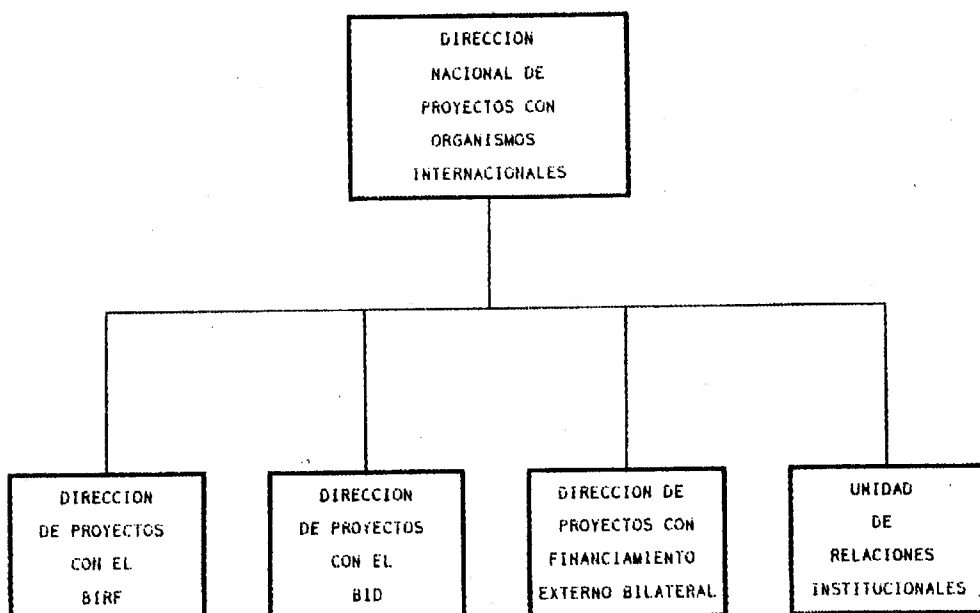 DIRECCION
NACIONAL DE
PROYECTOS CON
ORGANISMOS
INTERNACIONALES
DIRECCION
DE PROYECTOS
CON EL
BIRF
DIRECCION
DE PROYECTOS
CON EL
BID
DIRECCION DE
PROYECTOS CON
FINANCIAMIENTO
EXTERNO BILATERAL
UNIDAD
DE
RELACIONES
INSTITUCIONALES